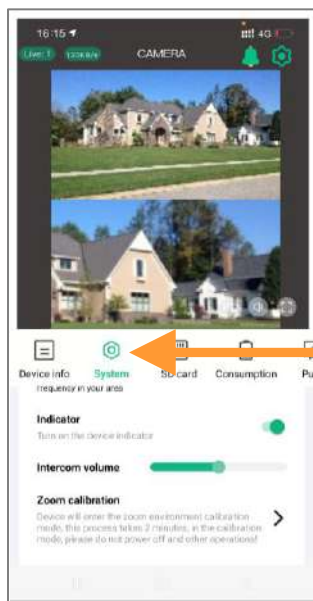 16:15
4G
Live: 1
CAMERA
Device info
System
SD card
Consumption
Pu
frequency in your area
Indicator
Turn on the device indicator
Intercom volume
Zoom calibration
Device will enter the zoom environment calibration
mode, this process takes 2 minutes, in the calibration
mode, please do not power off and other operations!